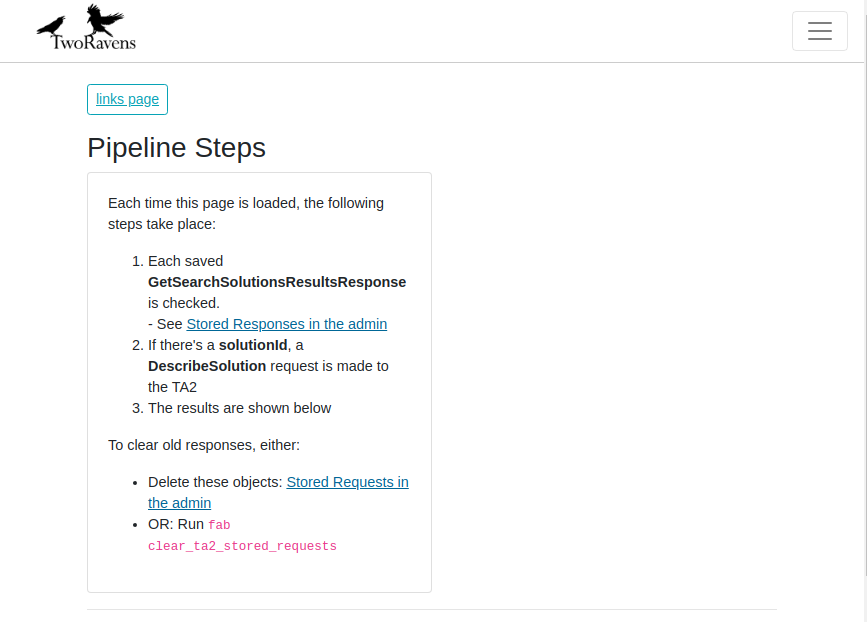 TwoRavens
links page
Pipeline Steps
Each time this page is loaded, the following
steps take place:
1. Each saved
GetSearchSolutionsResultsResponse
is checked.
- See Stored Responses in the admin
2. If there's a solutionId, a
DescribeSolution request is made to
the TA2
3. The results are shown below
To clear old responses, either:
• Delete these objects: Stored Requests in
the admin
• OR: Run fab
clear_ta2_stored_requests